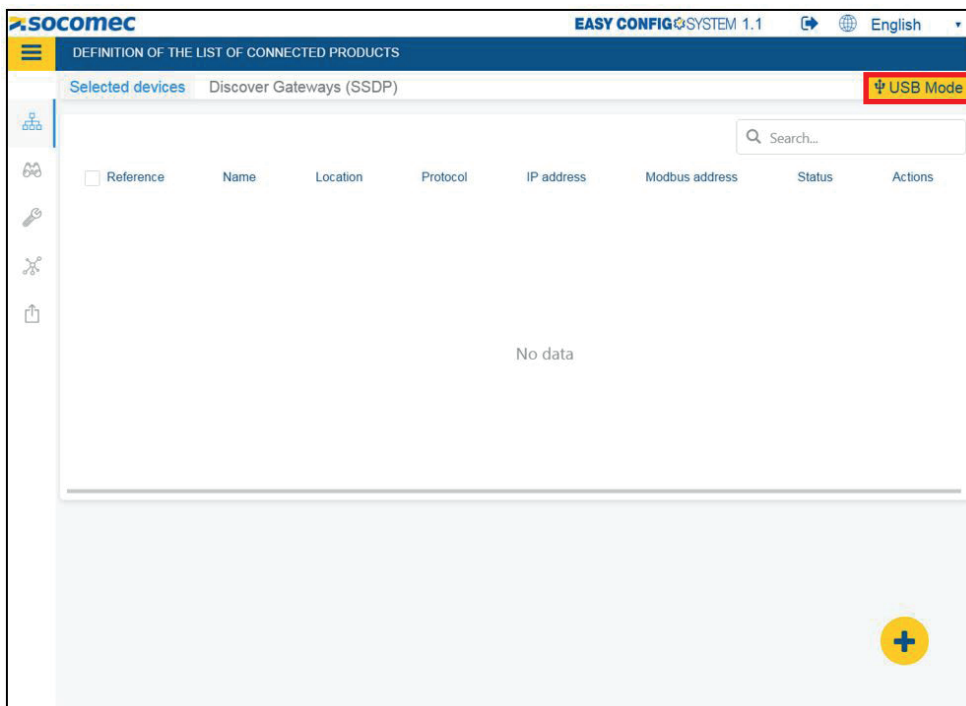 socomec EASY CONFIG SYSTEM 1.1 English
DEFINITION OF THE LIST OF CONNECTED PRODUCTS
Selected devices Discover Gateways (SSDP) USB Mode
Search...
Reference Name Location Protocol IP address Modbus address Status Actions
No data